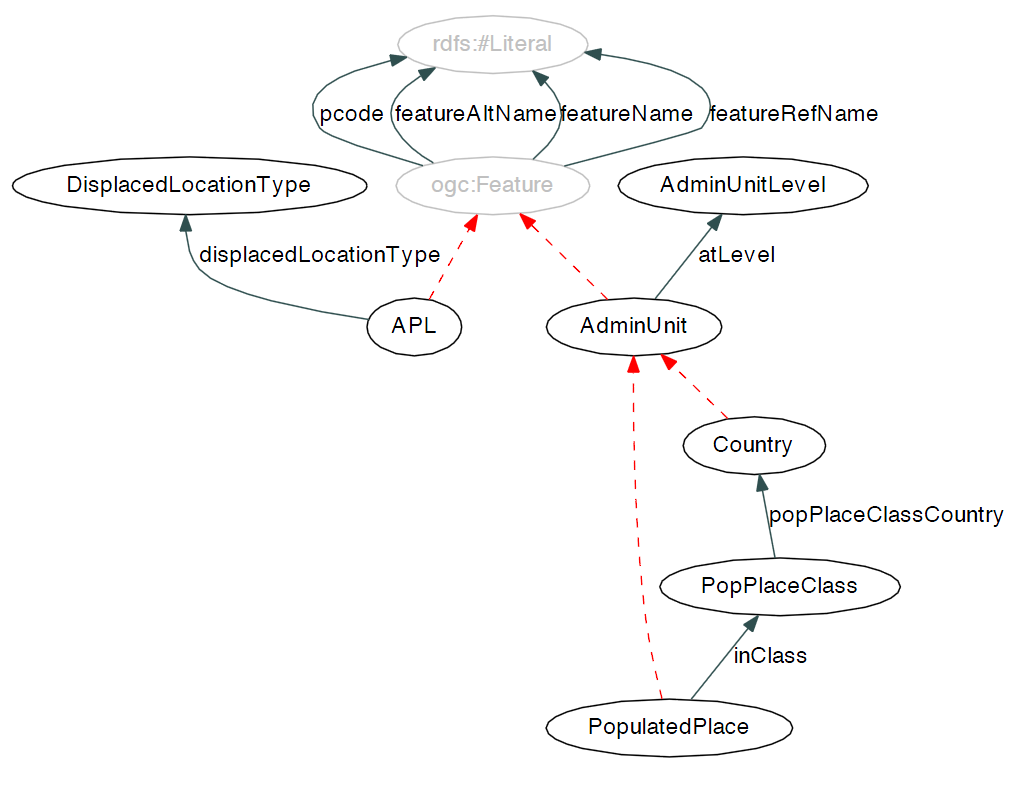 rdfs:#Literal
pcode
featureAltName
featureName
featureRefName
DisplacedLocationType
ogc:Feature
AdminUnitLevel
displacedLocationType
atLevel
APL
AdminUnit
Country
popPlaceClassCountry
PopPlaceClass
inClass
PopulatedPlace